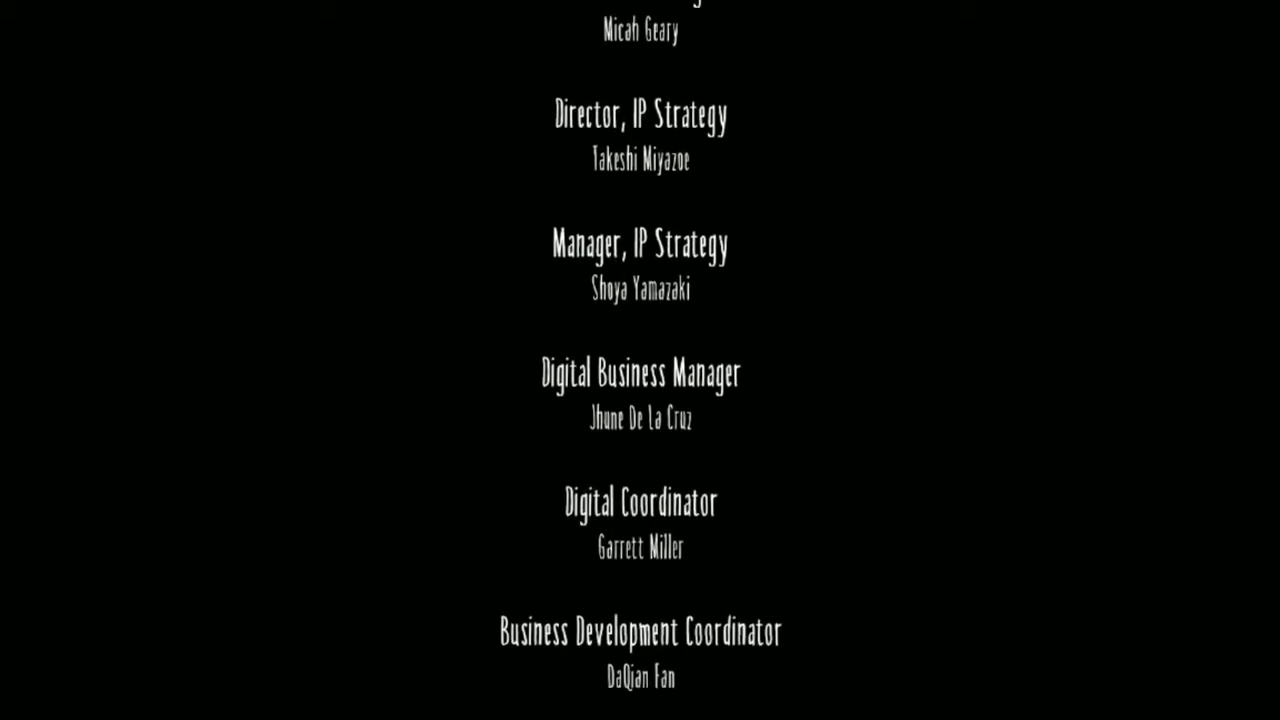 Micah Geary
Director, IP Strategy
Takeshi Miyazoe
Manager, IP Strategy
Shoya Yamazaki
Digital Business Manager
Jhune De La Cruz
Digital Coordinator
Garrett Miller
Business Development Coordinator
DaQian Fan